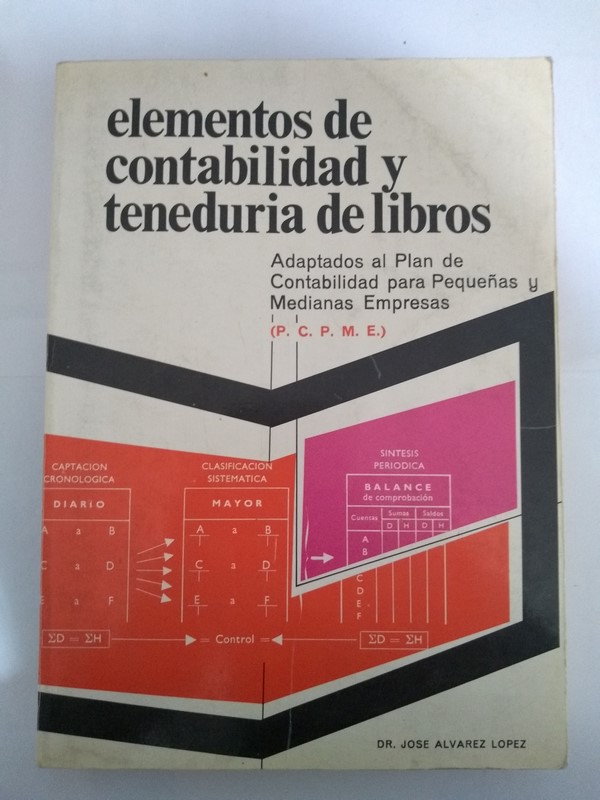 elementos de
contabilidad y
teneduria de libros
Adaptados al Plan de
Contabilidad para Pequeñas y
Medianas Empresas
(P. C. P. M. E.)
CAPTACION
CRONOLOGICA
DIARIO
A a B
C a D
E a F
ΣD = ΣH
CLASIFICACION
SISTEMATICA
MAYOR
A a B
C a D
E a F
= Control =
SINTESIS
PERIODICA
BALANCE
de comprobación
Cuentas Sumas Saldos
D H D H
A
B
C
D
E
F
ΣD = ΣH
DR. JOSE ALVAREZ LOPEZ